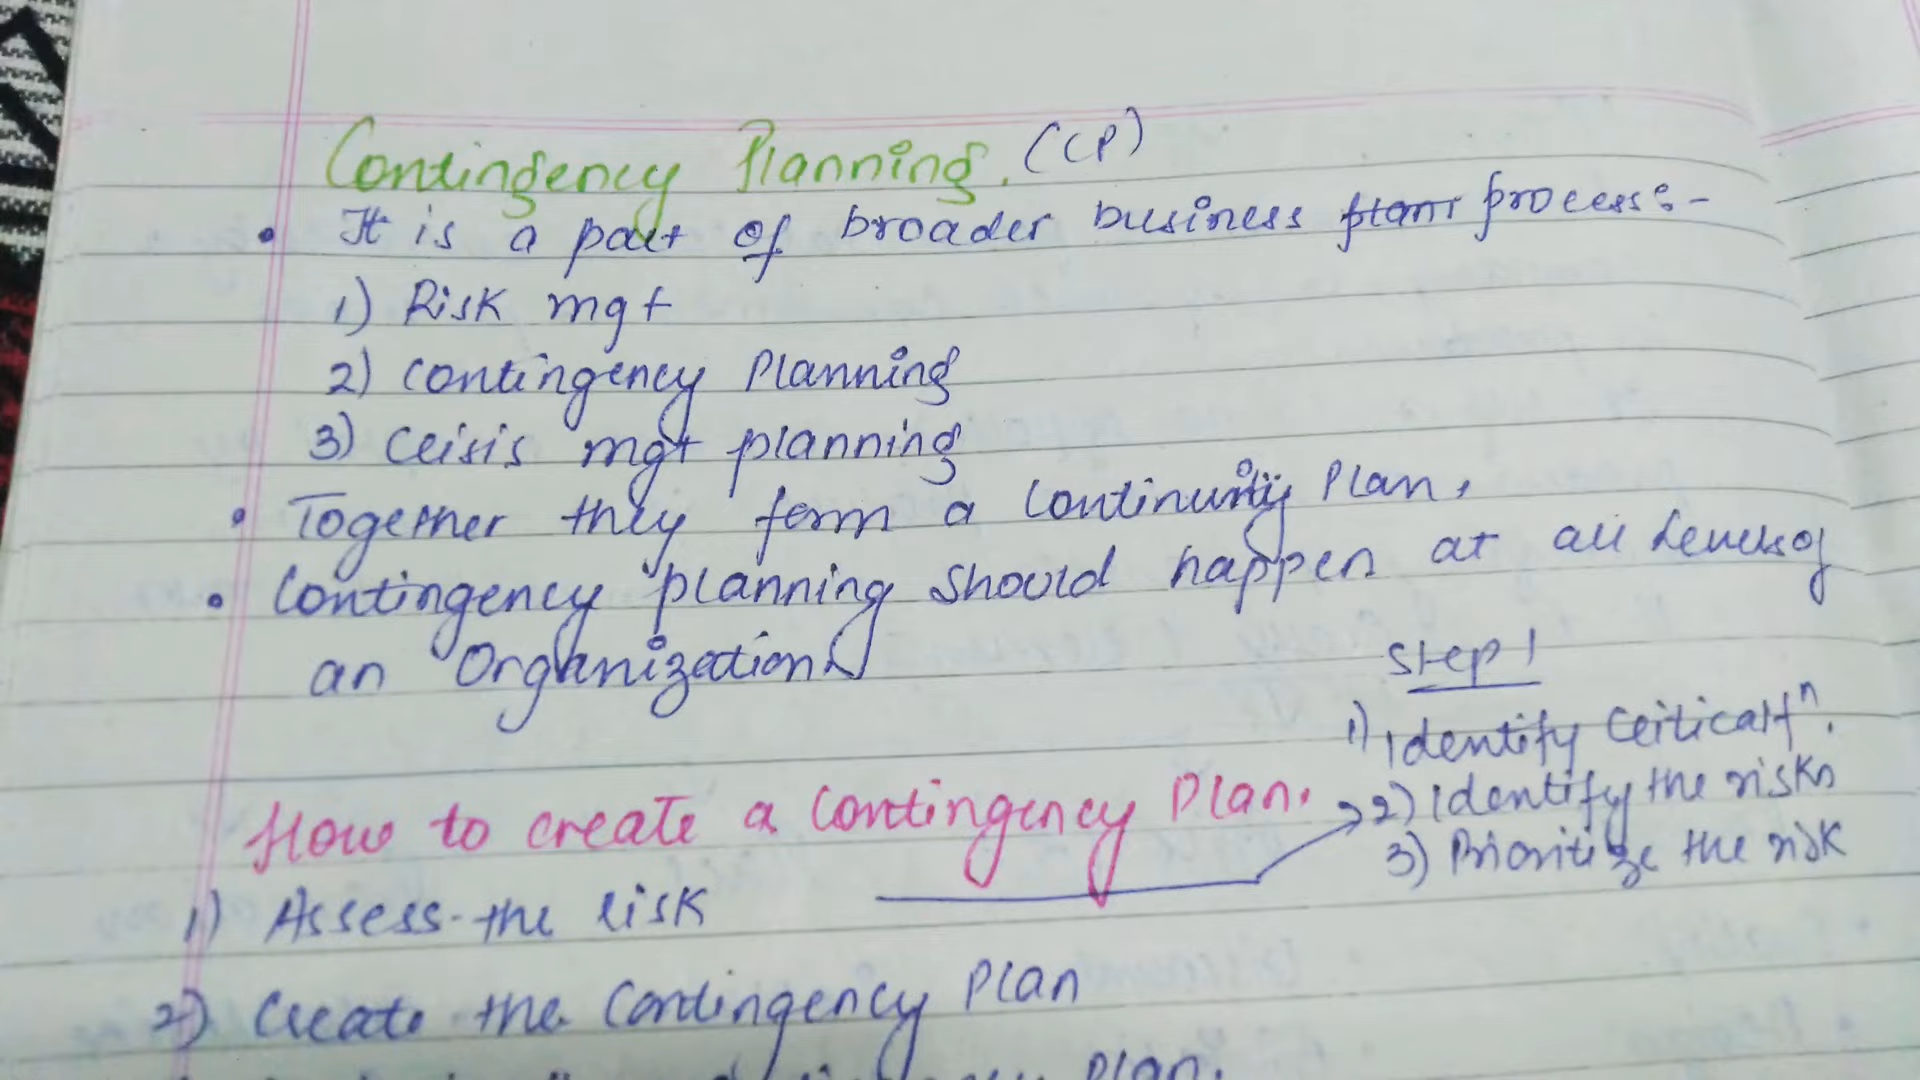 Contingency Planning. (CP)
• It is a part of broader business process:-
1) Risk mgt
2) Contingency Planning
3) Crisis mgt planning
• Together they form a Continuity Plan.
• Contingency planning should happen at all Levels of
an Organization
Step 1
1) Identify Critical fn.
How to create a Contingency Plan. → 2) Identify the risks
3) Prioritize the risk
1) Assess the risk
2) Create the Contingency Plan
Plan.